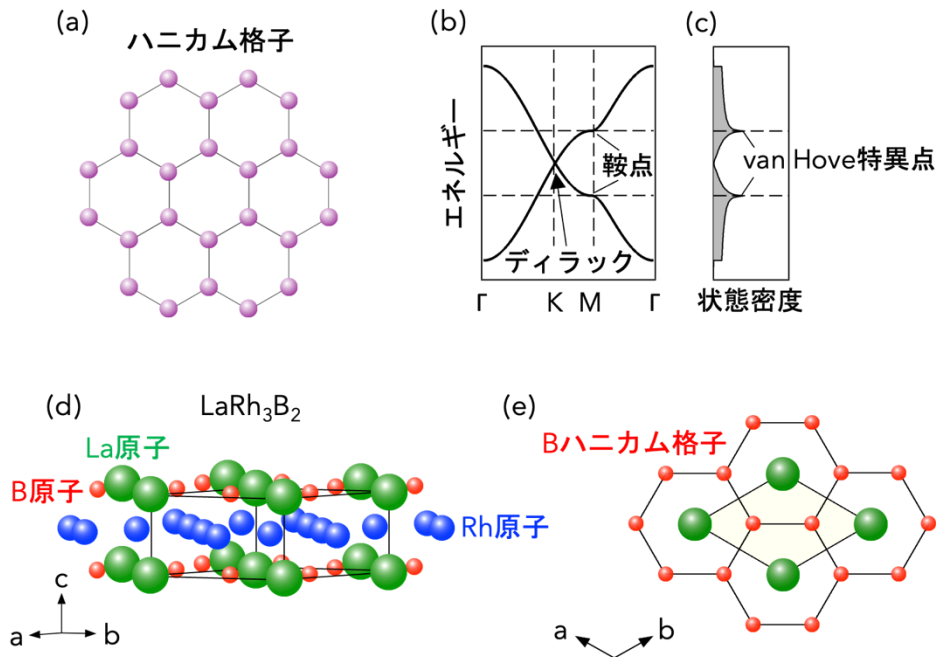 (a)
ハニカム格子
(b)
エネルギー
鞍点
ディラック
Γ
K
M
Γ
(c)
van Hove特異点
状態密度
(d)
LaRh₃B₂
La原子
B原子
Rh原子
c
a
b
(e)
Bハニカム格子
a
b